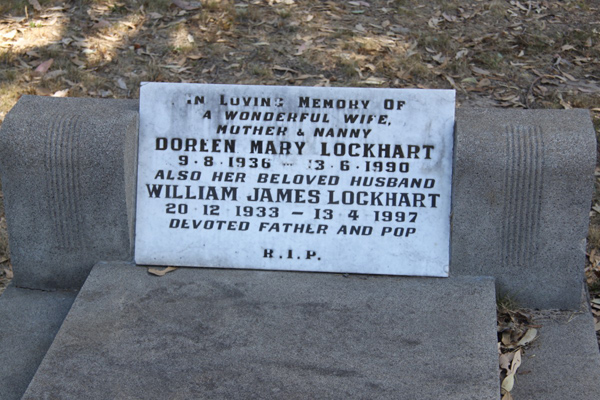 In Loving Memory Of
A Wonderful Wife,
Mother & Nanny
Doreen Mary Lockhart
9·8·1936 — 13·6·1990
ALSO HER BELOVED HUSBAND
WILLIAM JAMES LOCKHART
20 12 1933 – 13 4 1997
DEVOTED FATHER AND POP
R.I.P.